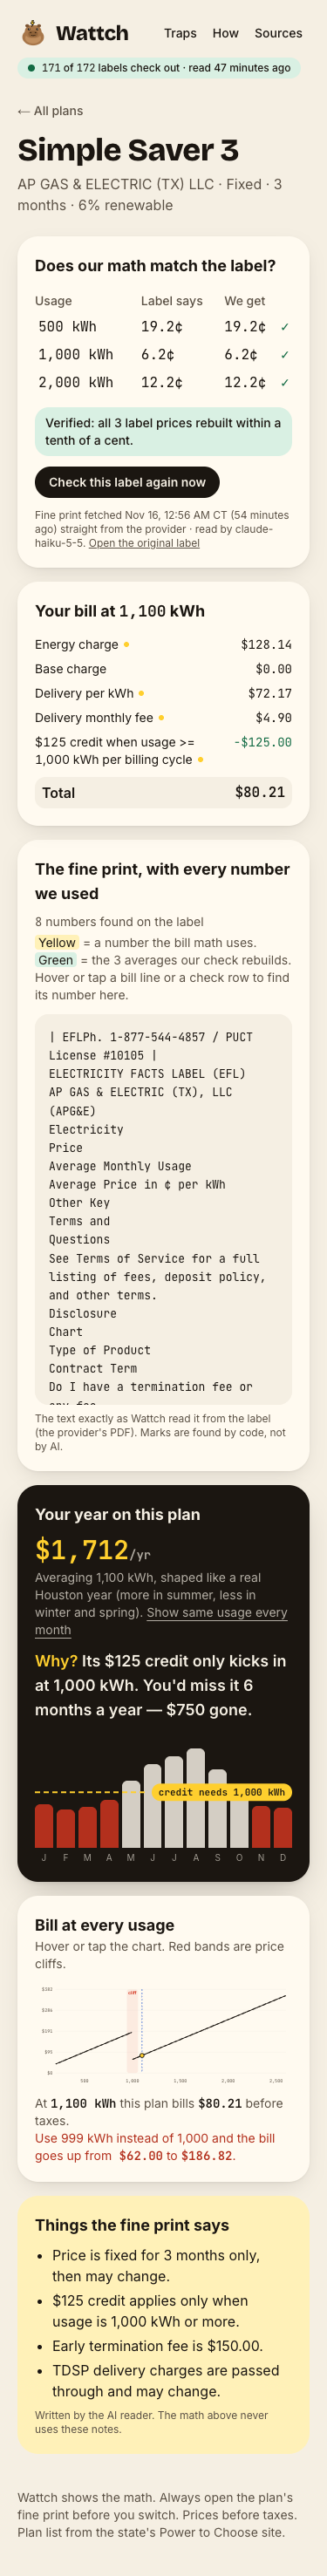 Wattch
Traps How Sources
171 of 172 labels check out · read 47 minutes ago
← All plans
Simple Saver 3
AP GAS & ELECTRIC (TX) LLC · Fixed · 3
months · 6% renewable
Does our math match the label?
Usage Label says We get
500 kWh 19.2¢ 19.2¢ ✓
1,000 kWh 6.2¢ 6.2¢ ✓
2,000 kWh 12.2¢ 12.2¢ ✓
Verified: all 3 label prices rebuilt within a
tenth of a cent.
Check this label again now
Fine print fetched Nov 16, 12:56 AM CT (54 minutes
ago) straight from the provider · read by claude-
haiku-5-5. Open the original label
Your bill at 1,100 kWh
Energy charge $128.14
Base charge $0.00
Delivery per kWh $72.17
Delivery monthly fee $4.90
$125 credit when usage >= -$125.00
1,000 kWh per billing cycle
Total $80.21
The fine print, with every number
we used
8 numbers found on the label
Yellow = a number the bill math uses.
Green = the 3 averages our check rebuilds.
Hover or tap a bill line or a check row to find
its number here.
| EFLPh. 1-877-544-4857 / PUCT
License #10105 |
ELECTRICITY FACTS LABEL (EFL)
AP GAS & ELECTRIC (TX), LLC
(APG&E)
Electricity
Price
Average Monthly Usage
Average Price in ¢ per kWh
Other Key
Terms and
Questions
See Terms of Service for a full
listing of fees, deposit policy,
and other terms.
Disclosure
Chart
Type of Product
Contract Term
Do I have a termination fee or
any fee
The text exactly as Wattch read it from the label
(the provider's PDF). Marks are found by code, not
by AI.
Your year on this plan
$1,712/yr
Averaging 1,100 kWh, shaped like a real
Houston year (more in summer, less in
winter and spring). Show same usage every
month
Why? Its $125 credit only kicks in
at 1,000 kWh. You'd miss it 6
months a year — $750 gone.
credit needs 1,000 kWh
J F M A M J J A S O N D
Bill at every usage
Hover or tap the chart. Red bands are price
cliffs.
cliff
$286
$191
$95
$0
500 1,000 1,500 2,000 2,500
At 1,100 kWh this plan bills $80.21 before
taxes.
Use 999 kWh instead of 1,000 and the bill
goes up from $62.00 to $186.82.
Things the fine print says
• Price is fixed for 3 months only,
then may change.
• $125 credit applies only when
usage is 1,000 kWh or more.
• Early termination fee is $150.00.
• TDSP delivery charges are passed
through and may change.
Written by the AI reader. The math above never
uses these notes.
Wattch shows the math. Always open the plan's
fine print before you switch. Prices before taxes.
Plan list from the state's Power to Choose site.